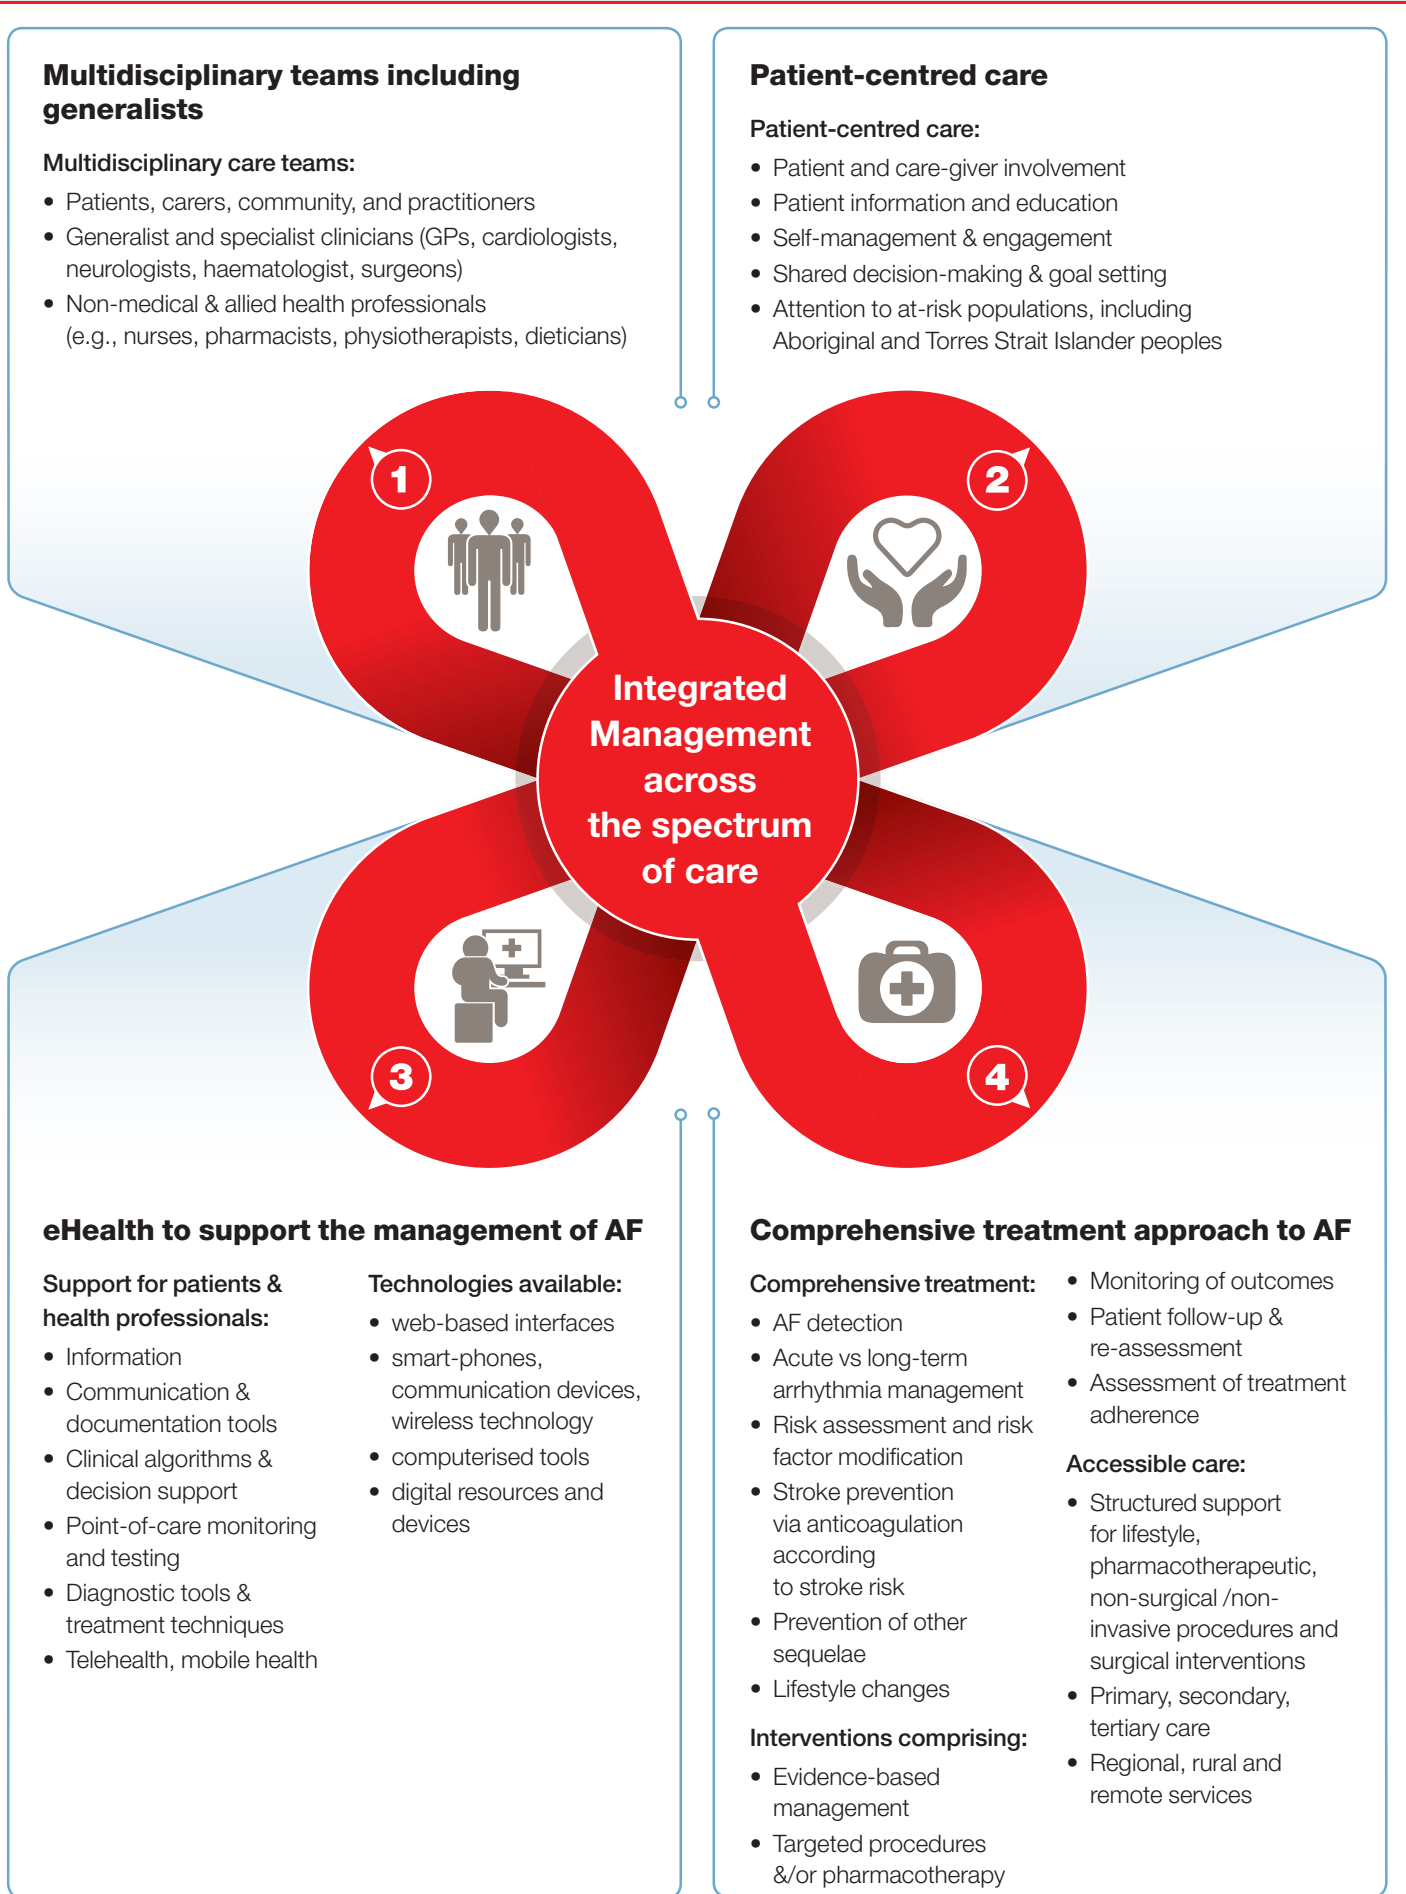 Multidisciplinary teams including
generalists
Multidisciplinary care teams:
• Patients, carers, community, and practitioners
• Generalist and specialist clinicians (GPs, cardiologists,
neurologists, haematologist, surgeons)
• Non-medical & allied health professionals
(e.g., nurses, pharmacists, physiotherapists, dieticians)
Patient-centred care
Patient-centred care:
• Patient and care-giver involvement
• Patient information and education
• Self-management & engagement
• Shared decision-making & goal setting
• Attention to at-risk populations, including
Aboriginal and Torres Strait Islander peoples
1
2
Integrated
Management
across
the spectrum
of care
3
4
eHealth to support the management of AF
Support for patients &
health professionals:
• Information
• Communication &
documentation tools
• Clinical algorithms &
decision support
• Point-of-care monitoring
and testing
• Diagnostic tools &
treatment techniques
• Telehealth, mobile health
Technologies available:
• web-based interfaces
• smart-phones,
communication devices,
wireless technology
• computerised tools
• digital resources and
devices
Comprehensive treatment approach to AF
Comprehensive treatment:
• AF detection
• Acute vs long-term
arrhythmia management
• Risk assessment and risk
factor modification
• Stroke prevention
via anticoagulation
according
to stroke risk
• Prevention of other
sequelae
• Lifestyle changes
Interventions comprising:
• Evidence-based
management
• Targeted procedures
&/or pharmacotherapy
• Monitoring of outcomes
• Patient follow-up &
re-assessment
• Assessment of treatment
adherence
Accessible care:
• Structured support
for lifestyle,
pharmacotherapeutic,
non-surgical /non-
invasive procedures and
surgical interventions
• Primary, secondary,
tertiary care
• Regional, rural and
remote services